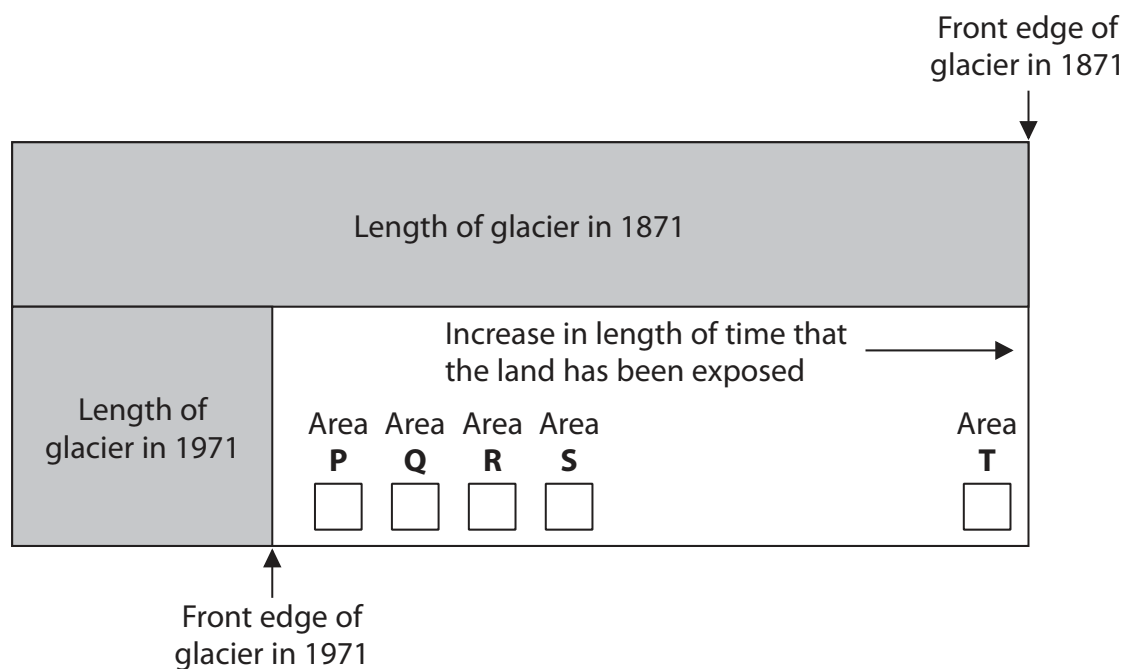 Front edge of
glacier in 1871
Length of glacier in 1871
Increase in length of time that
the land has been exposed
Length of
glacier in 1971
Area Area Area Area Area
P Q R S T
Front edge of
glacier in 1971